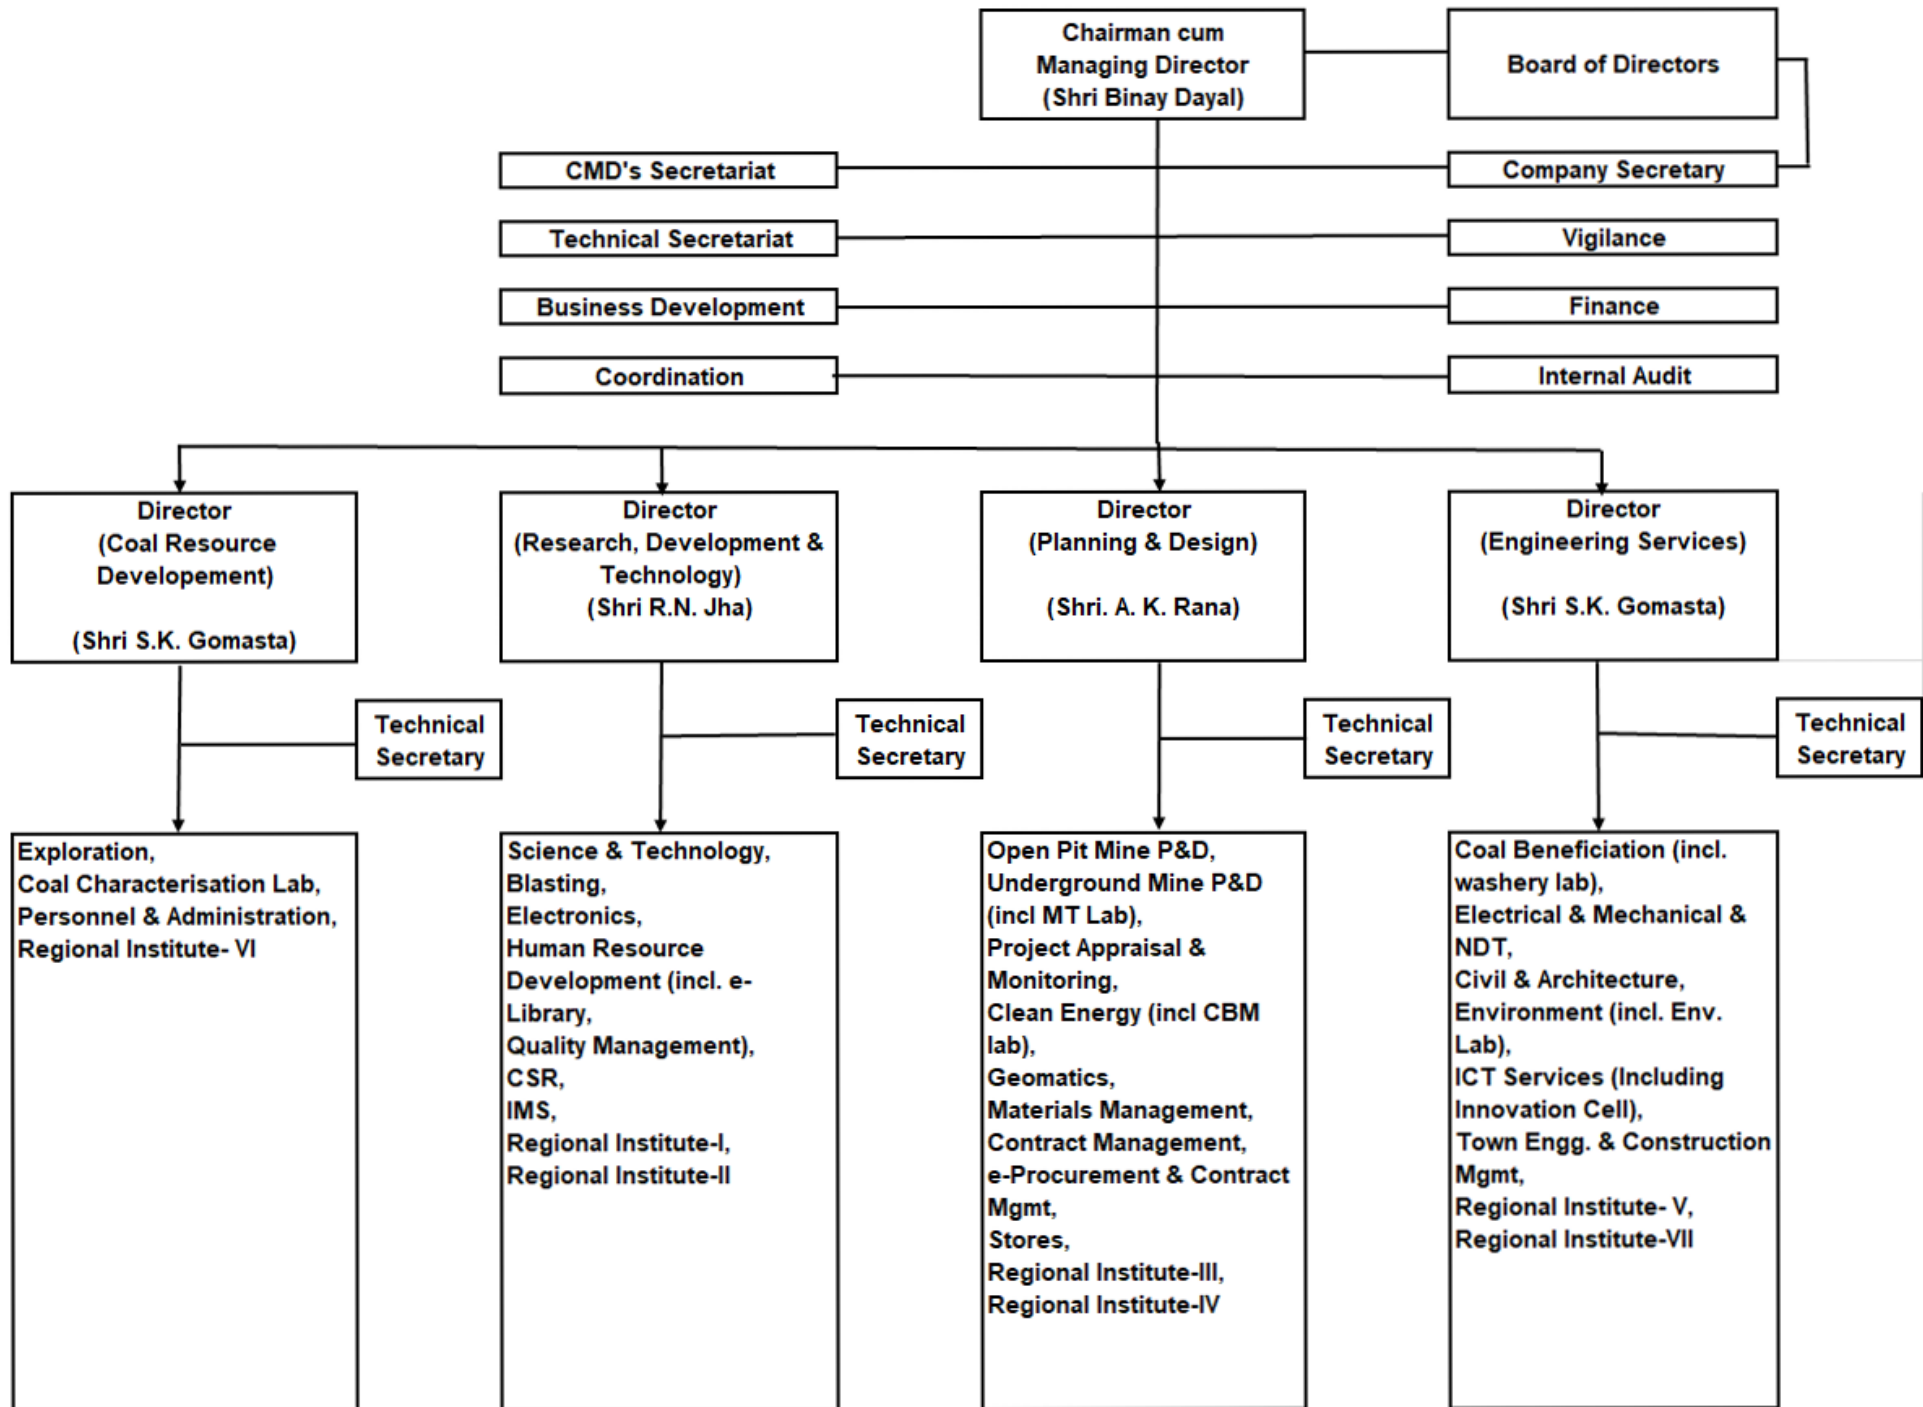 Chairman cum
Managing Director
(Shri Binay Dayal)
Board of Directors
CMD's Secretariat
Company Secretary
Technical Secretariat
Vigilance
Business Development
Finance
Coordination
Internal Audit
Director
(Coal Resource
Developement)
(Shri S.K. Gomasta)
Director
(Research, Development &
Technology)
(Shri R.N. Jha)
Director
(Planning & Design)
(Shri. A. K. Rana)
Director
(Engineering Services)
(Shri S.K. Gomasta)
Technical
Secretary
Technical
Secretary
Technical
Secretary
Technical
Secretary
Exploration,
Coal Characterisation Lab,
Personnel & Administration,
Regional Institute- VI
Science & Technology,
Blasting,
Electronics,
Human Resource
Development (incl. e-
Library,
Quality Management),
CSR,
IMS,
Regional Institute-I,
Regional Institute-II
Open Pit Mine P&D,
Underground Mine P&D
(incl MT Lab),
Project Appraisal &
Monitoring,
Clean Energy (incl CBM
lab),
Geomatics,
Materials Management,
Contract Management,
e-Procurement & Contract
Mgmt,
Stores,
Regional Institute-III,
Regional Institute-IV
Coal Beneficiation (incl.
washery lab),
Electrical & Mechanical &
NDT,
Civil & Architecture,
Environment (incl. Env.
Lab),
ICT Services (Including
Innovation Cell),
Town Engg. & Construction
Mgmt,
Regional Institute- V,
Regional Institute-VII